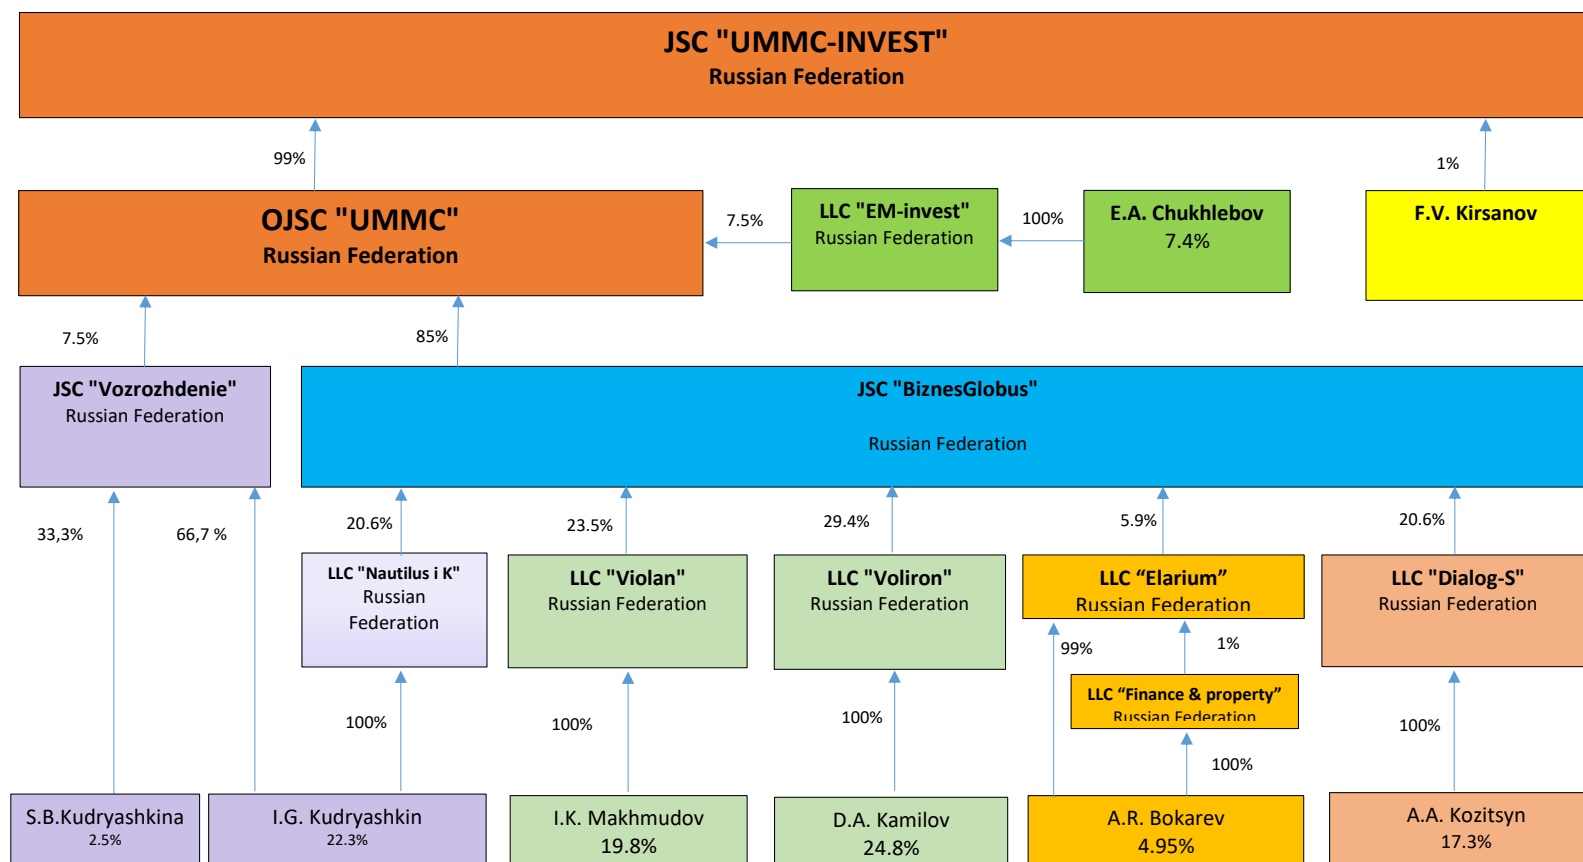 JSC "UMMC-INVEST"
Russian Federation
99%
1%
OJSC "UMMC"
Russian Federation
7.5%
LLC "EM-invest"
Russian Federation
100%
E.A. Chukhlebov
7.4%
F.V. Kirsanov
7.5%
85%
JSC "Vozrozhdenie"
Russian Federation
JSC "BiznesGlobus"
Russian Federation
33,3%
66,7 %
20.6%
23.5%
29.4%
5.9%
20.6%
LLC "Nautilus i K"
Russian
Federation
LLC "Violan"
Russian Federation
LLC "Voliron"
Russian Federation
LLC “Elarium”
Russian Federation
LLC "Dialog-S"
Russian Federation
99%
1%
LLC “Finance & property”
Russian Federation
100%
100%
100%
100%
100%
S.B.Kudryashkina
2.5%
I.G. Kudryashkin
22.3%
I.K. Makhmudov
19.8%
D.A. Kamilov
24.8%
A.R. Bokarev
4.95%
A.A. Kozitsyn
17.3%